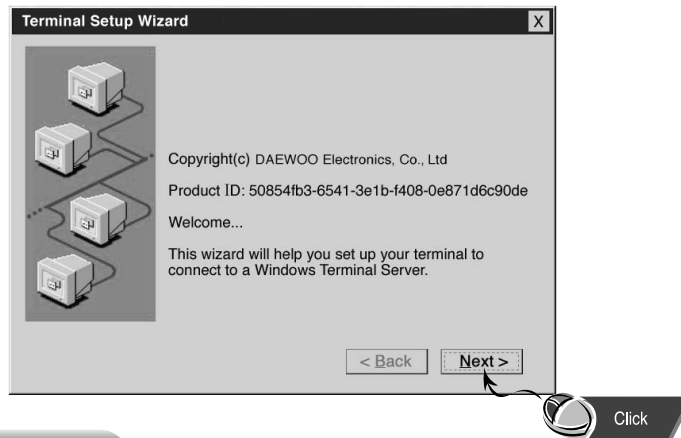 Terminal Setup Wizard
X
Copyright(c) DAEWOO Electronics, Co., Ltd
Product ID: 50854fb3-6541-3e1b-f408-0e871d6c90de
Welcome...
This wizard will help you set up your terminal to
connect to a Windows Terminal Server.
< Back
Next >
Click